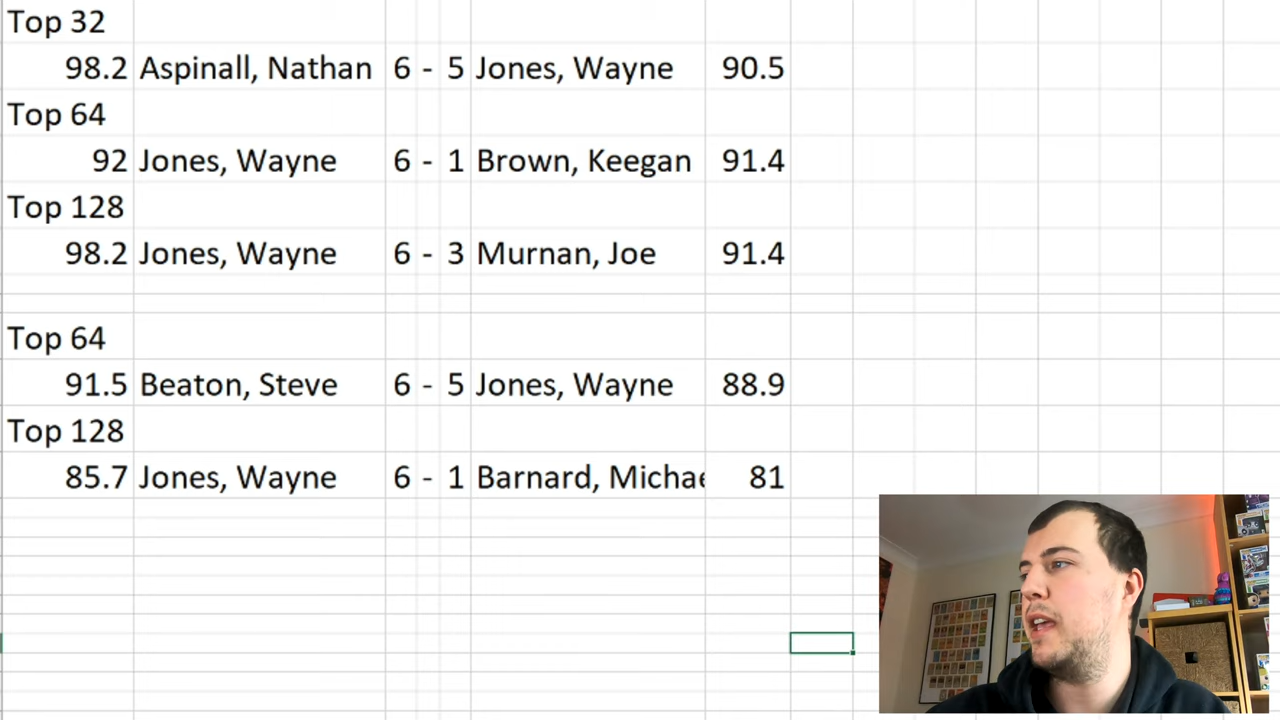 Top 32
98.2 Aspinall, Nathan 6 - 5 Jones, Wayne 90.5
Top 64
92 Jones, Wayne 6 - 1 Brown, Keegan 91.4
Top 128
98.2 Jones, Wayne 6 - 3 Murnan, Joe 91.4
Top 64
91.5 Beaton, Steve 6 - 5 Jones, Wayne 88.9
Top 128
85.7 Jones, Wayne 6 - 1 Barnard, Michae 81